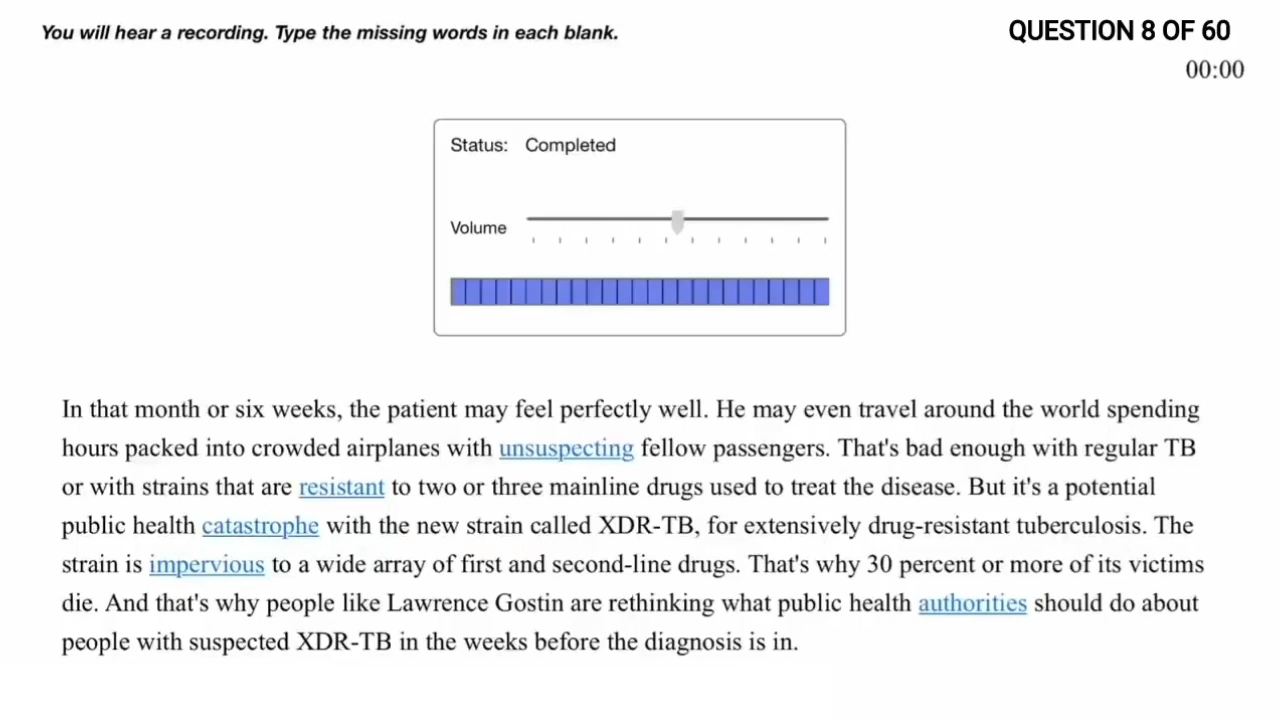 You will hear a recording. Type the missing words in each blank.
QUESTION 8 OF 60
00:00
Status: Completed
Volume
In that month or six weeks, the patient may feel perfectly well. He may even travel around the world spending
hours packed into crowded airplanes with unsuspecting fellow passengers. That's bad enough with regular TB
or with strains that are resistant to two or three mainline drugs used to treat the disease. But it's a potential
public health catastrophe with the new strain called XDR-TB, for extensively drug-resistant tuberculosis. The
strain is impervious to a wide array of first and second-line drugs. That's why 30 percent or more of its victims
die. And that's why people like Lawrence Gostin are rethinking what public health authorities should do about
people with suspected XDR-TB in the weeks before the diagnosis is in.